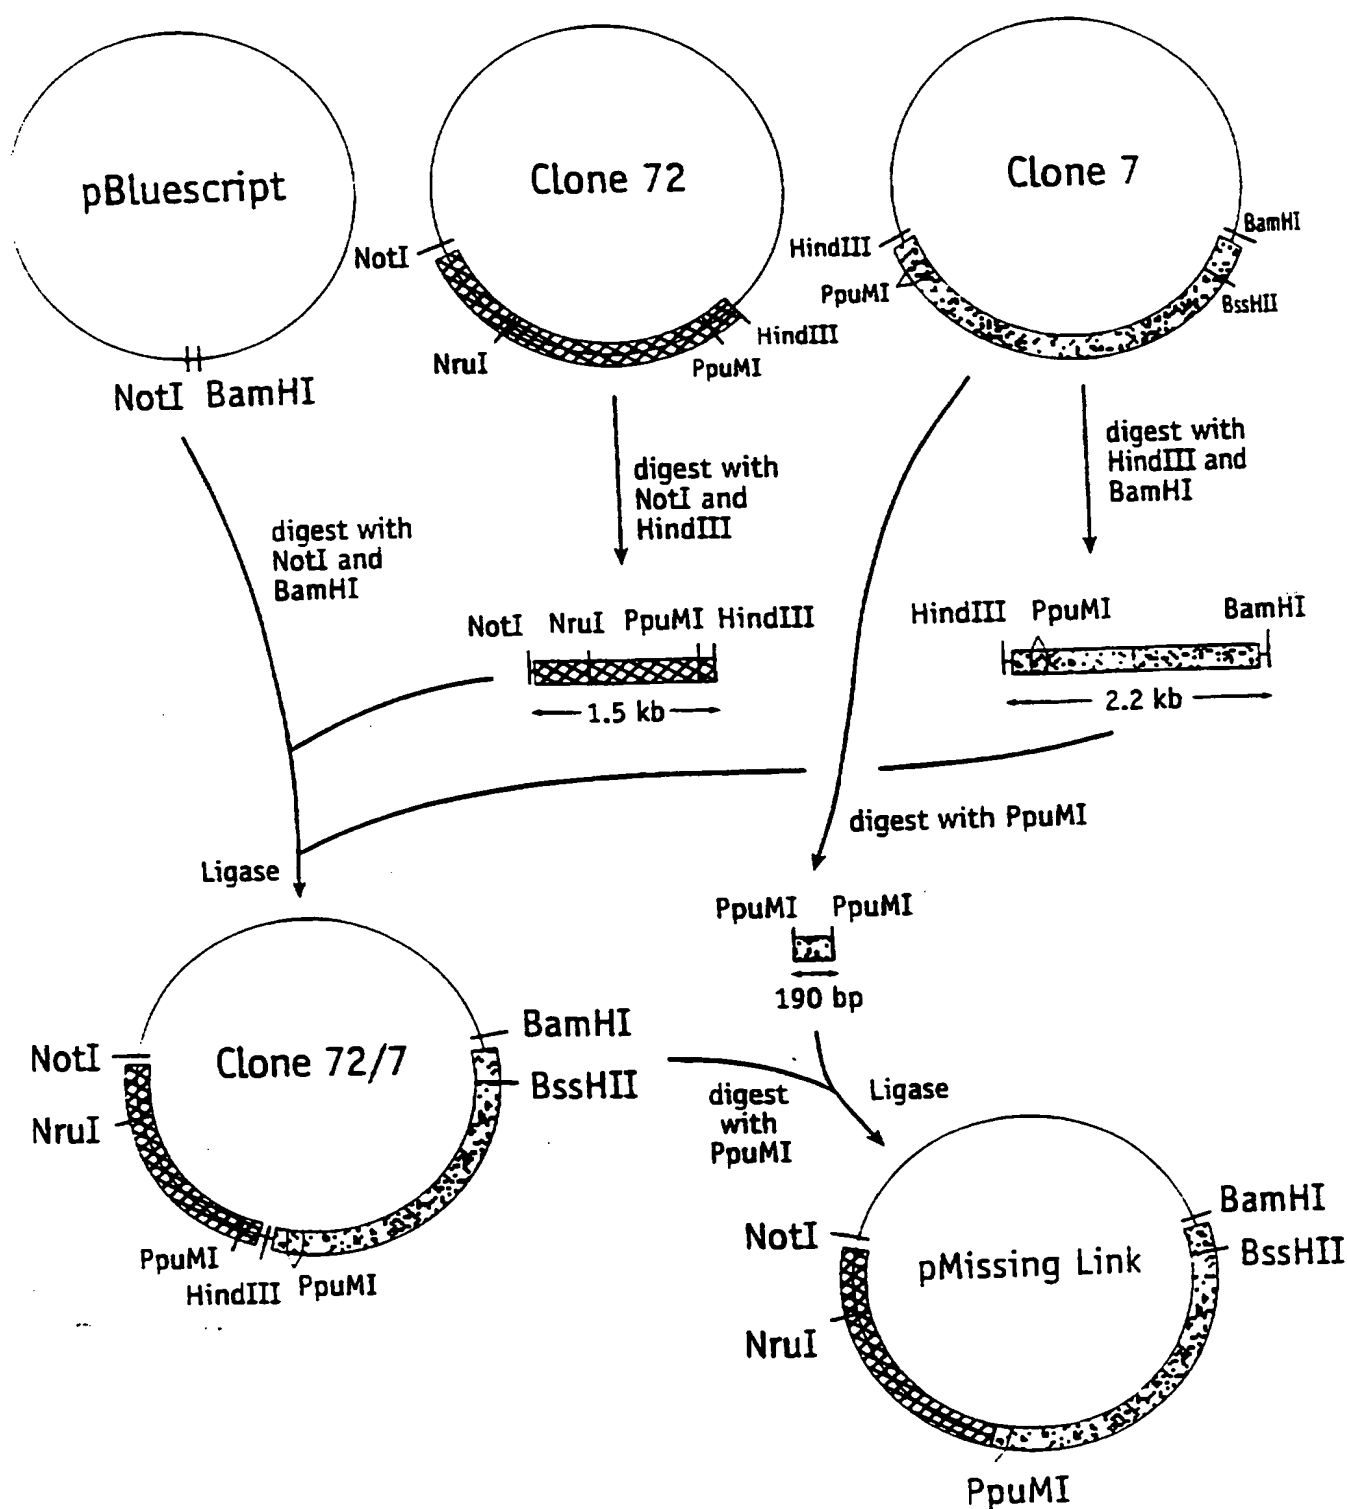 pBluescript
NotI BamHI
Clone 72
NotI
NruI
PpuMI
HindIII
Clone 7
HindIII
PpuMI
BamHI
BssHII
digest with
NotI and
BamHI
digest with
NotI and
HindIII
digest with
HindIII and
BamHI
NotI NruI PpuMI HindIII
1.5 kb
HindIII PpuMI BamHI
2.2 kb
digest with PpuMI
Ligase
PpuMI PpuMI
190 bp
Clone 72/7
NotI
NruI
PpuMI
HindIII
PpuMI
BamHI
BssHII
digest
with
PpuMI
Ligase
pMissing Link
NotI
NruI
PpuMI
BamHI
BssHII